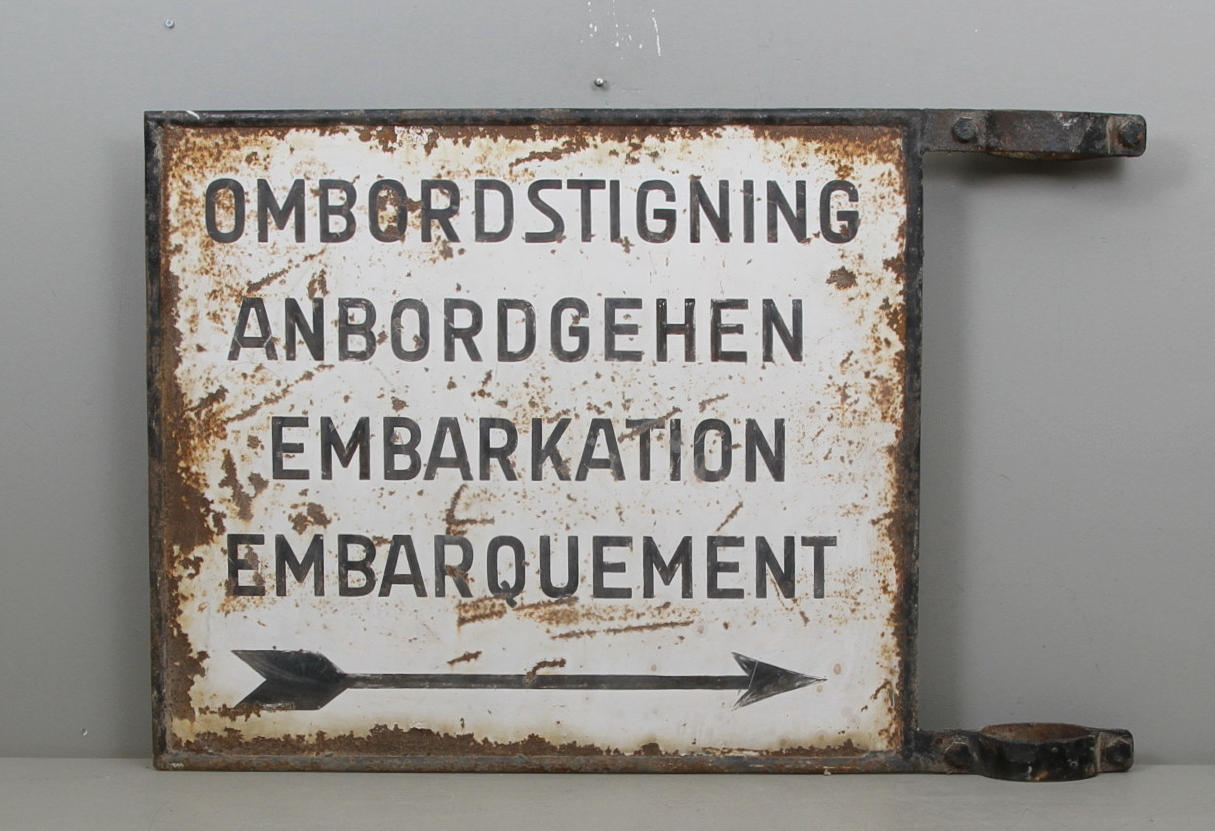 OMBORDSTIGNING
ANBORDGEHEN
EMBARKATION
EMBARQUEMENT